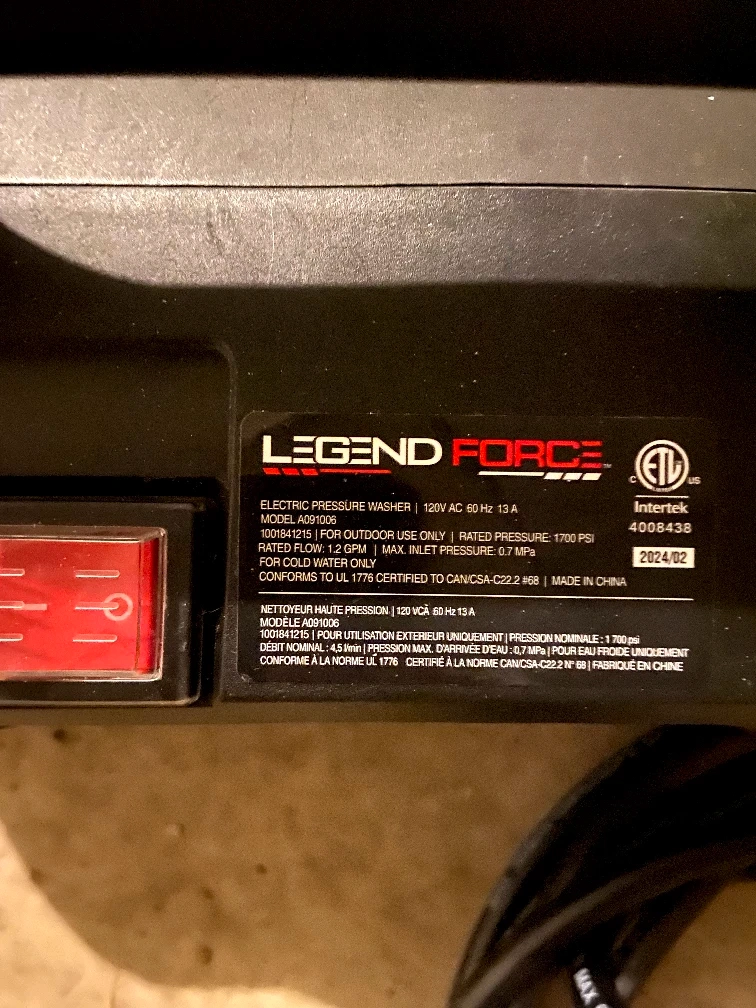 LEGEND FORCE™
C ETL US
Intertek
4008438
2024/02
ELECTRIC PRESSURE WASHER | 120V AC 60 Hz 13 A
MODEL A091006
1001841215 | FOR OUTDOOR USE ONLY | RATED PRESSURE: 1700 PSI
RATED FLOW: 1.2 GPM | MAX. INLET PRESSURE: 0.7 MPa
FOR COLD WATER ONLY
CONFORMS TO UL 1776 CERTIFIED TO CAN/CSA-C22.2 #68 | MADE IN CHINA
NETTOYEUR HAUTE PRESSION | 120 VCÂ 60 Hz 13 A
MODÈLE A091006
1001841215 | POUR UTILISATION EXTERIEUR UNIQUEMENT | PRESSION NOMINALE : 1 700 psi
DÉBIT NOMINAL : 4,5 l/min | PRESSION MAX. D'ARRIVÉE D'EAU : 0,7 MPa | POUR EAU FROIDE UNIQUEMENT
CONFORME À LA NORME UL 1776 CERTIFIÉ À LA NORME CAN/CSA-C22.2 N° 68 | FABRIQUÉ EN CHINE
MAX